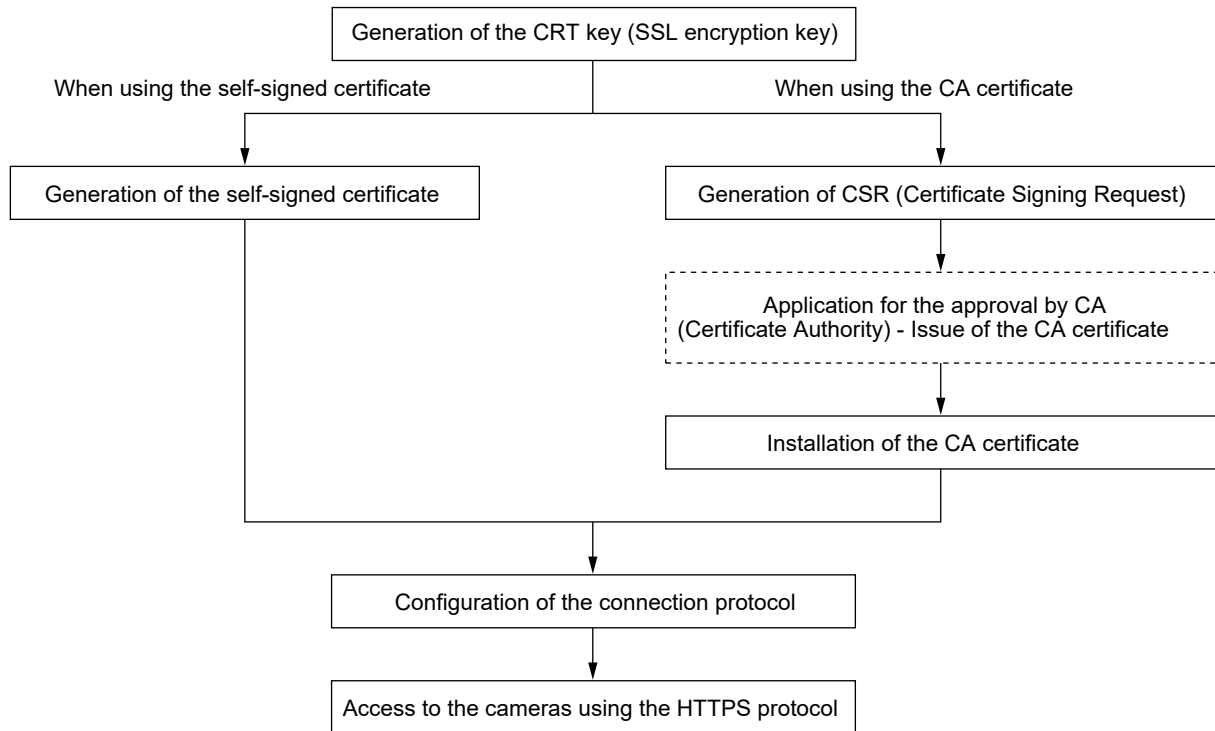 Generation of the CRT key (SSL encryption key)
When using the self-signed certificate
When using the CA certificate
Generation of the self-signed certificate
Generation of CSR (Certificate Signing Request)
Application for the approval by CA
(Certificate Authority) - Issue of the CA certificate
Installation of the CA certificate
Configuration of the connection protocol
Access to the cameras using the HTTPS protocol